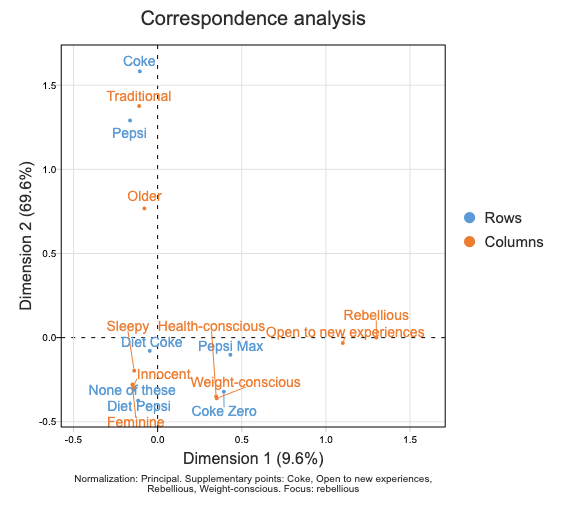 Correspondence analysis
Coke
Traditional
Pepsi
Older
Sleepy
Health-conscious
Rebellious
Open to new experiences
Diet Coke
Pepsi Max
Innocent
Weight-conscious
None of these
Diet Pepsi
Coke Zero
Feminine
1.5
1.0
0.5
0.0
-0.5
-0.5
0.0
0.5
1.0
1.5
Dimension 2 (69.6%)
Dimension 1 (9.6%)
Rows
Columns
Normalization: Principal. Supplementary points: Coke, Open to new experiences,
Rebellious, Weight-conscious. Focus: rebellious